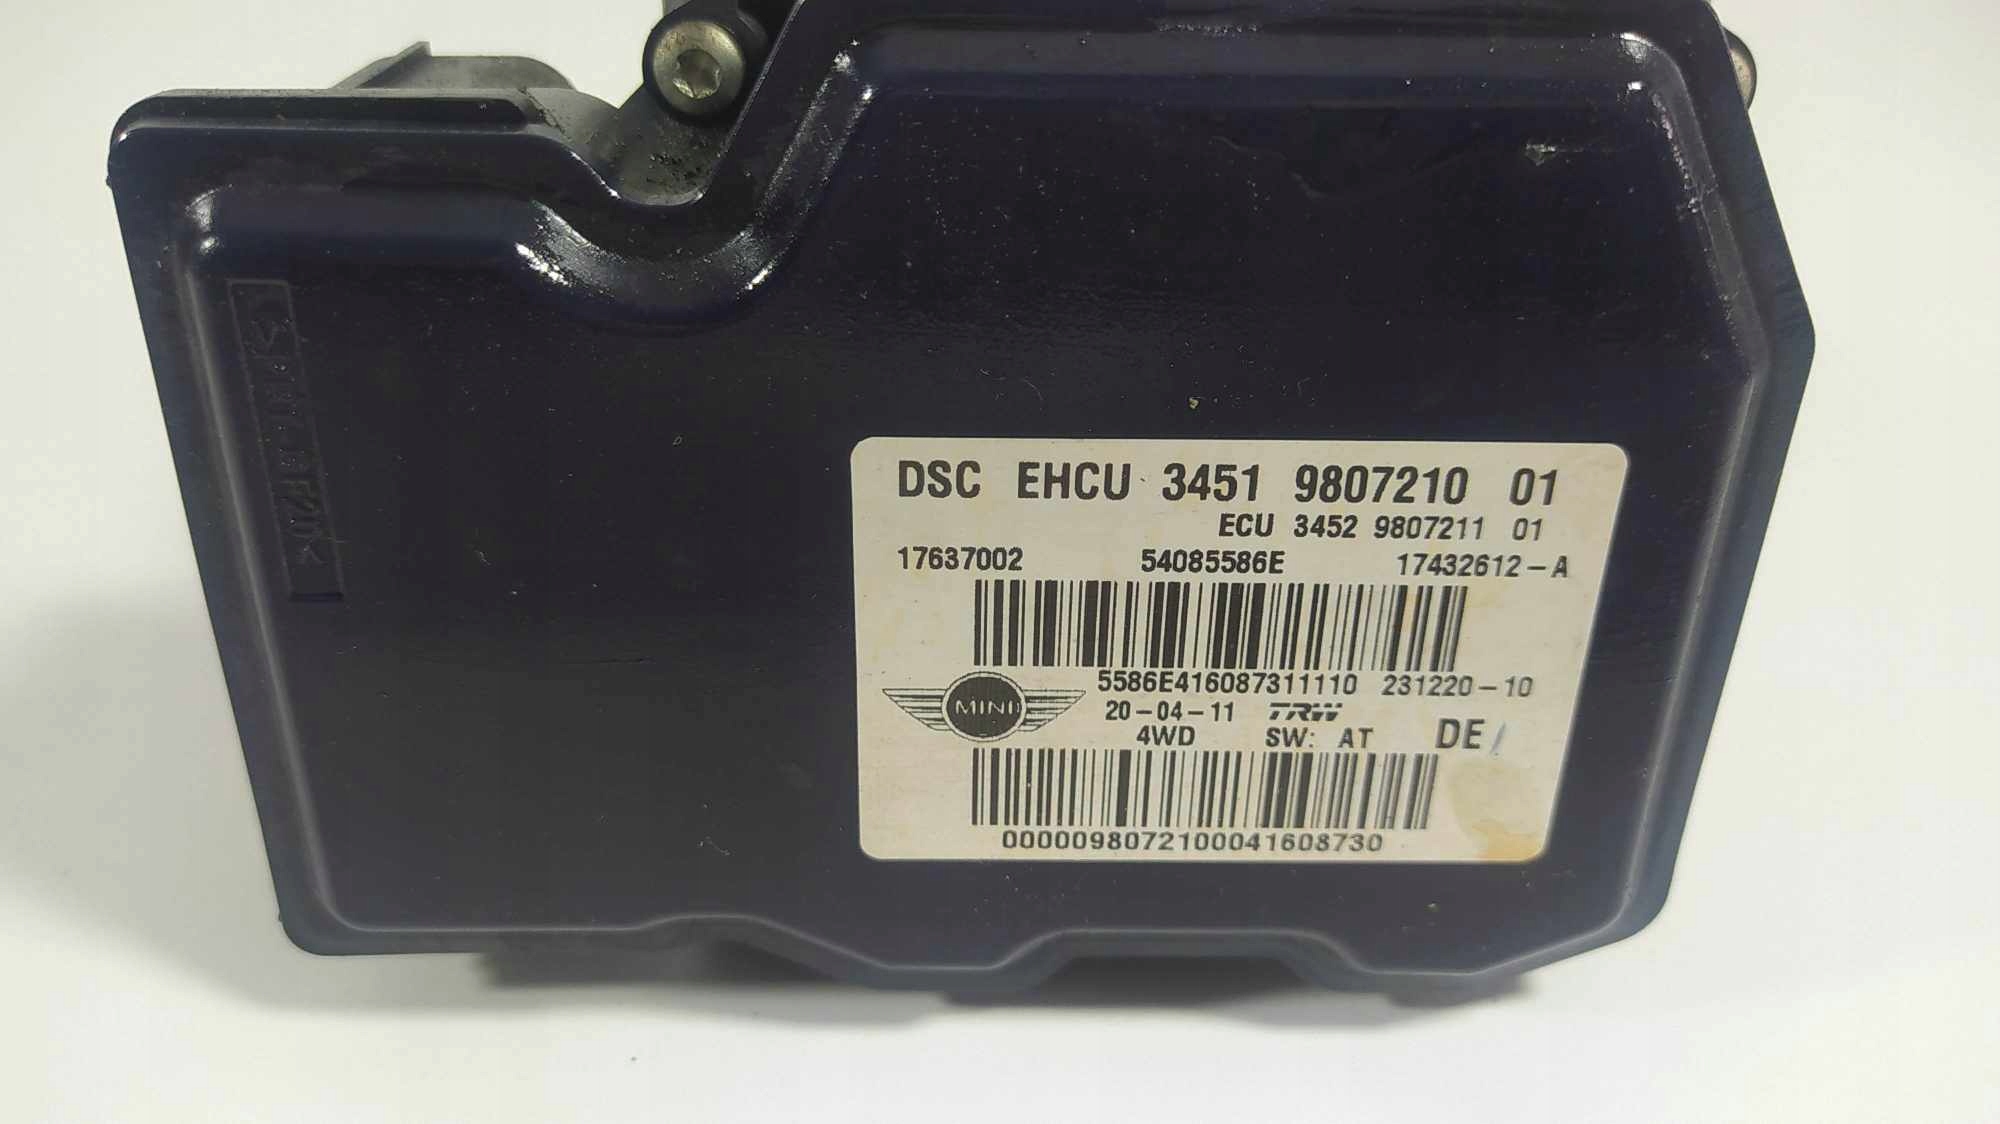 DSC EHCU 3451 9807210 01
ECU 3452 9807211 01
17637002 54085586E 17432612-A
5586E416087311110 231220-10
MINI
20-04-11 TRW
4WD SW: AT DE
00000980721000041608730